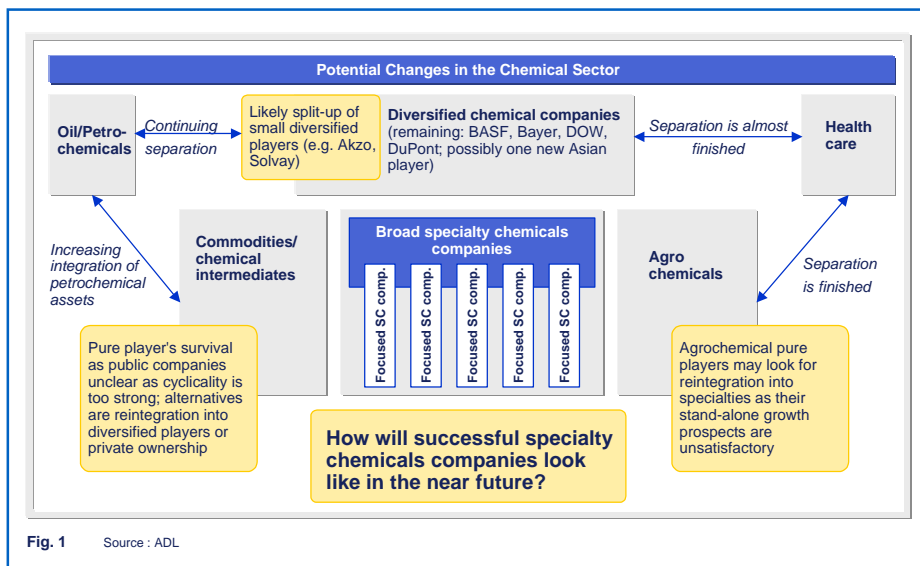 Potential Changes in the Chemical Sector
Oil/Petro-
chemicals
Continuing
separation
Likely split-up of
small diversified
players (e.g. Akzo,
Solvay)
Diversified chemical companies
(remaining: BASF, Bayer, DOW,
DuPont; possibly one new Asian
player)
Separation is almost
finished
Health
care
Increasing
integration of
petrochemical
assets
Commodities/
chemical
intermediates
Broad specialty chemicals
companies
Focused SC comp.
Focused SC comp.
Focused SC comp.
Focused SC comp.
Focused SC comp.
Agro
chemicals
Separation
is finished
Pure player's survival
as public companies
unclear as cyclicality is
too strong; alternatives
are reintegration into
diversified players or
private ownership
How will successful specialty
chemicals companies look
like in the near future?
Agrochemical pure
players may look for
reintegration into
specialties as their
stand-alone growth
prospects are
unsatisfactory
Fig. 1 Source : ADL